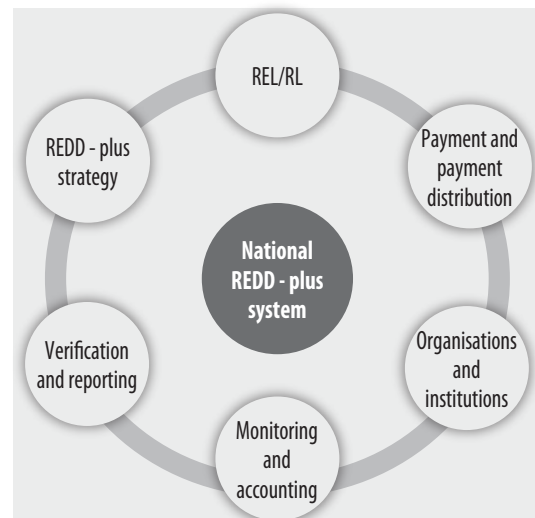 REL/RL
Payment and
payment
distribution
Organisations
and
institutions
Monitoring
and
accounting
Verification
and reporting
REDD - plus
strategy
National
REDD - plus
system